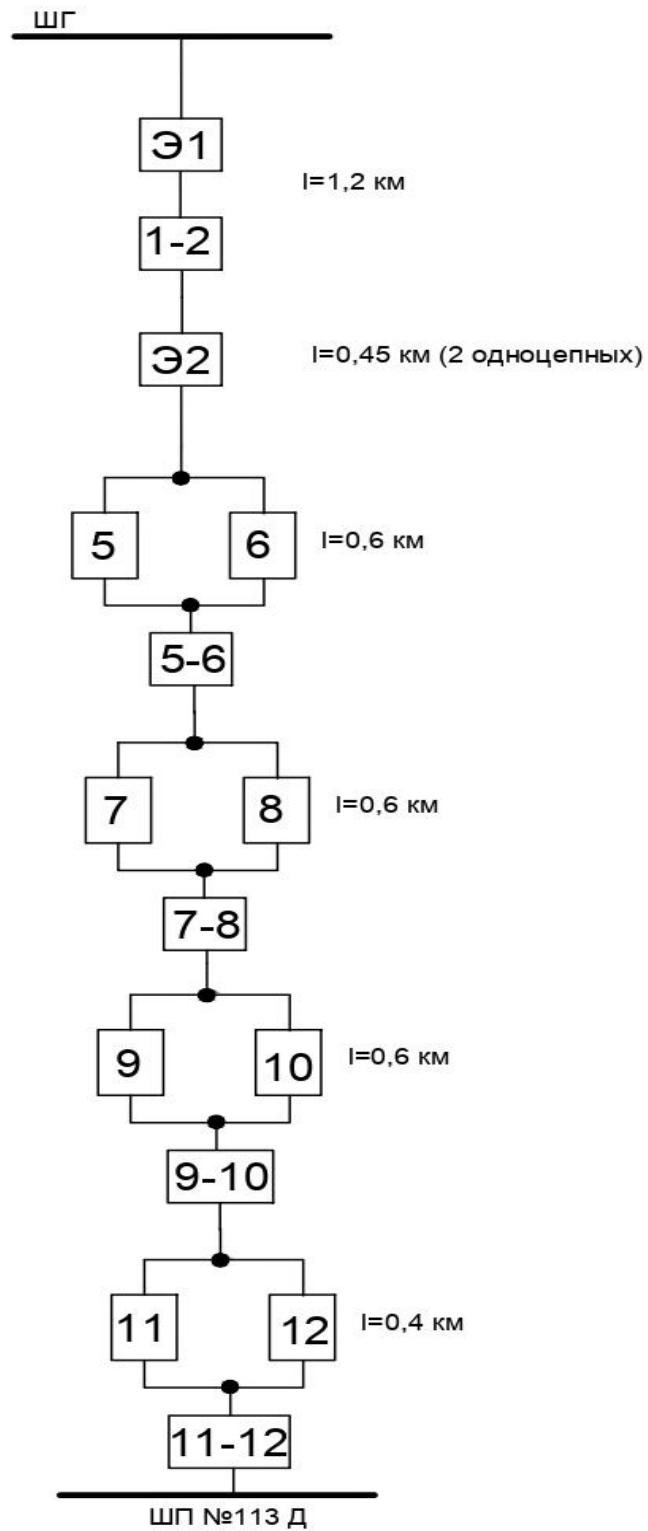 ШГ
Э1
l=1,2 км
1-2
Э2
l=0,45 км (2 одноцепных)
5
6
l=0,6 км
5-6
7
8
l=0,6 км
7-8
9
10
l=0,6 км
9-10
11
12
l=0,4 км
11-12
ШП №113 Д